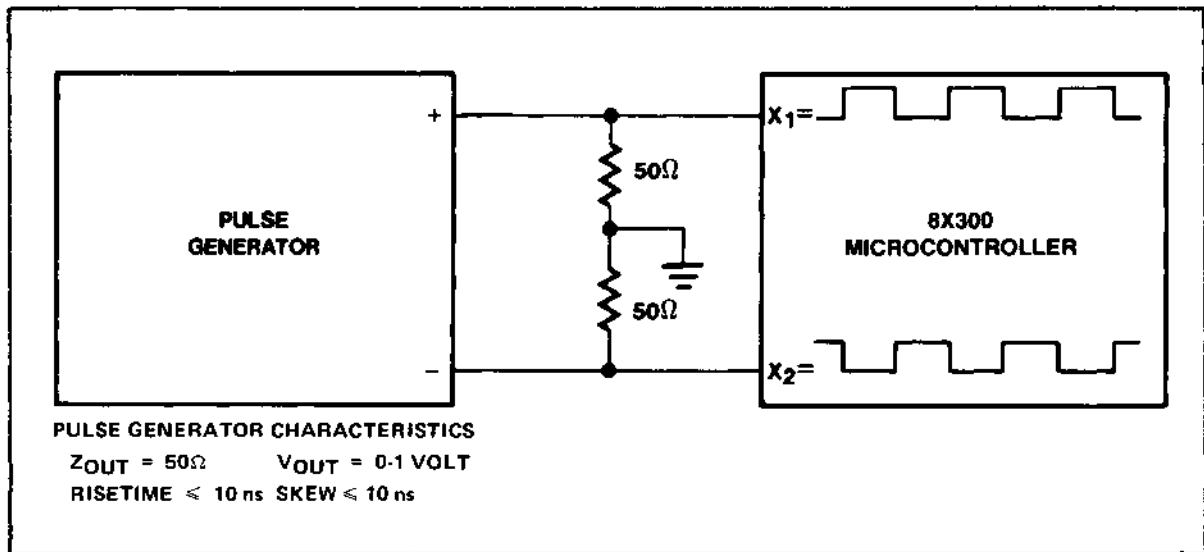 +
X₁=
50Ω
PULSE
GENERATOR
8X300
MICROCONTROLLER
50Ω
−
X₂=
PULSE GENERATOR CHARACTERISTICS
ZOUT = 50Ω VOUT = 0-1 VOLT
RISETIME ⩽ 10 ns SKEW ⩽ 10 ns